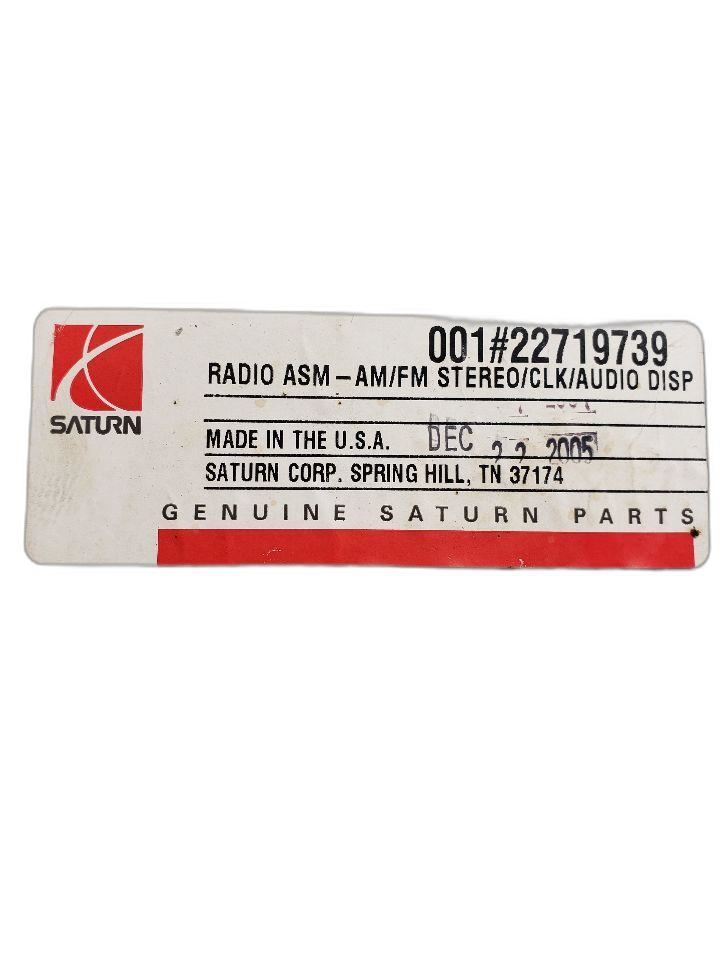 SATURN
001#22719739
RADIO ASM – AM/FM STEREO/CLK/AUDIO DISP
MADE IN THE U.S.A. DEC 22 2005
SATURN CORP. SPRING HILL, TN 37174
GENUINE SATURN PARTS